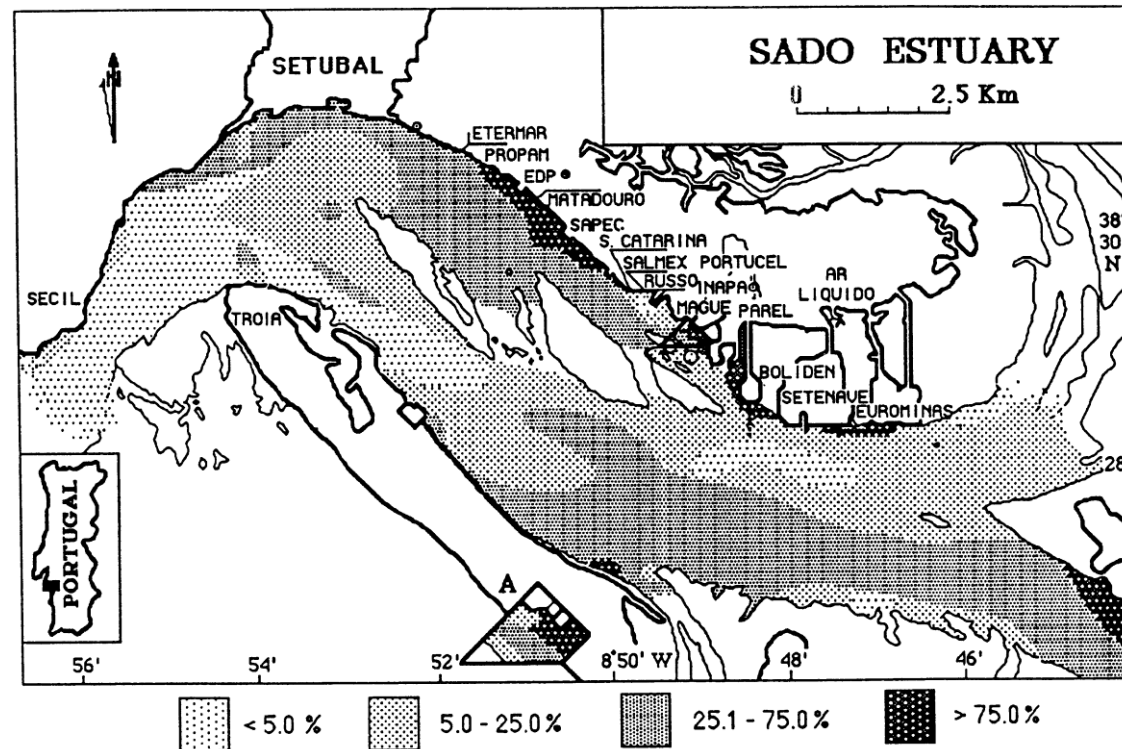 SADO ESTUARY
0 2.5 Km
N
SETUBAL
ETERMAR
PROPAM
EDP
MATADOURO
SAPEC
S. CATARINA
SALMEX PORTUCEL
RUSSO INAPA
MAGUE PAREL
AR
LIQUIDO
BOLIDEN
SETENAVE
EUROMINAS
38°
30
N
28
SECIL
TROIA
PORTUGAL
A
56' 54' 52' 8°50' W 48' 46'
< 5.0 % 5.0 - 25.0 % 25.1 - 75.0 % > 75.0 %